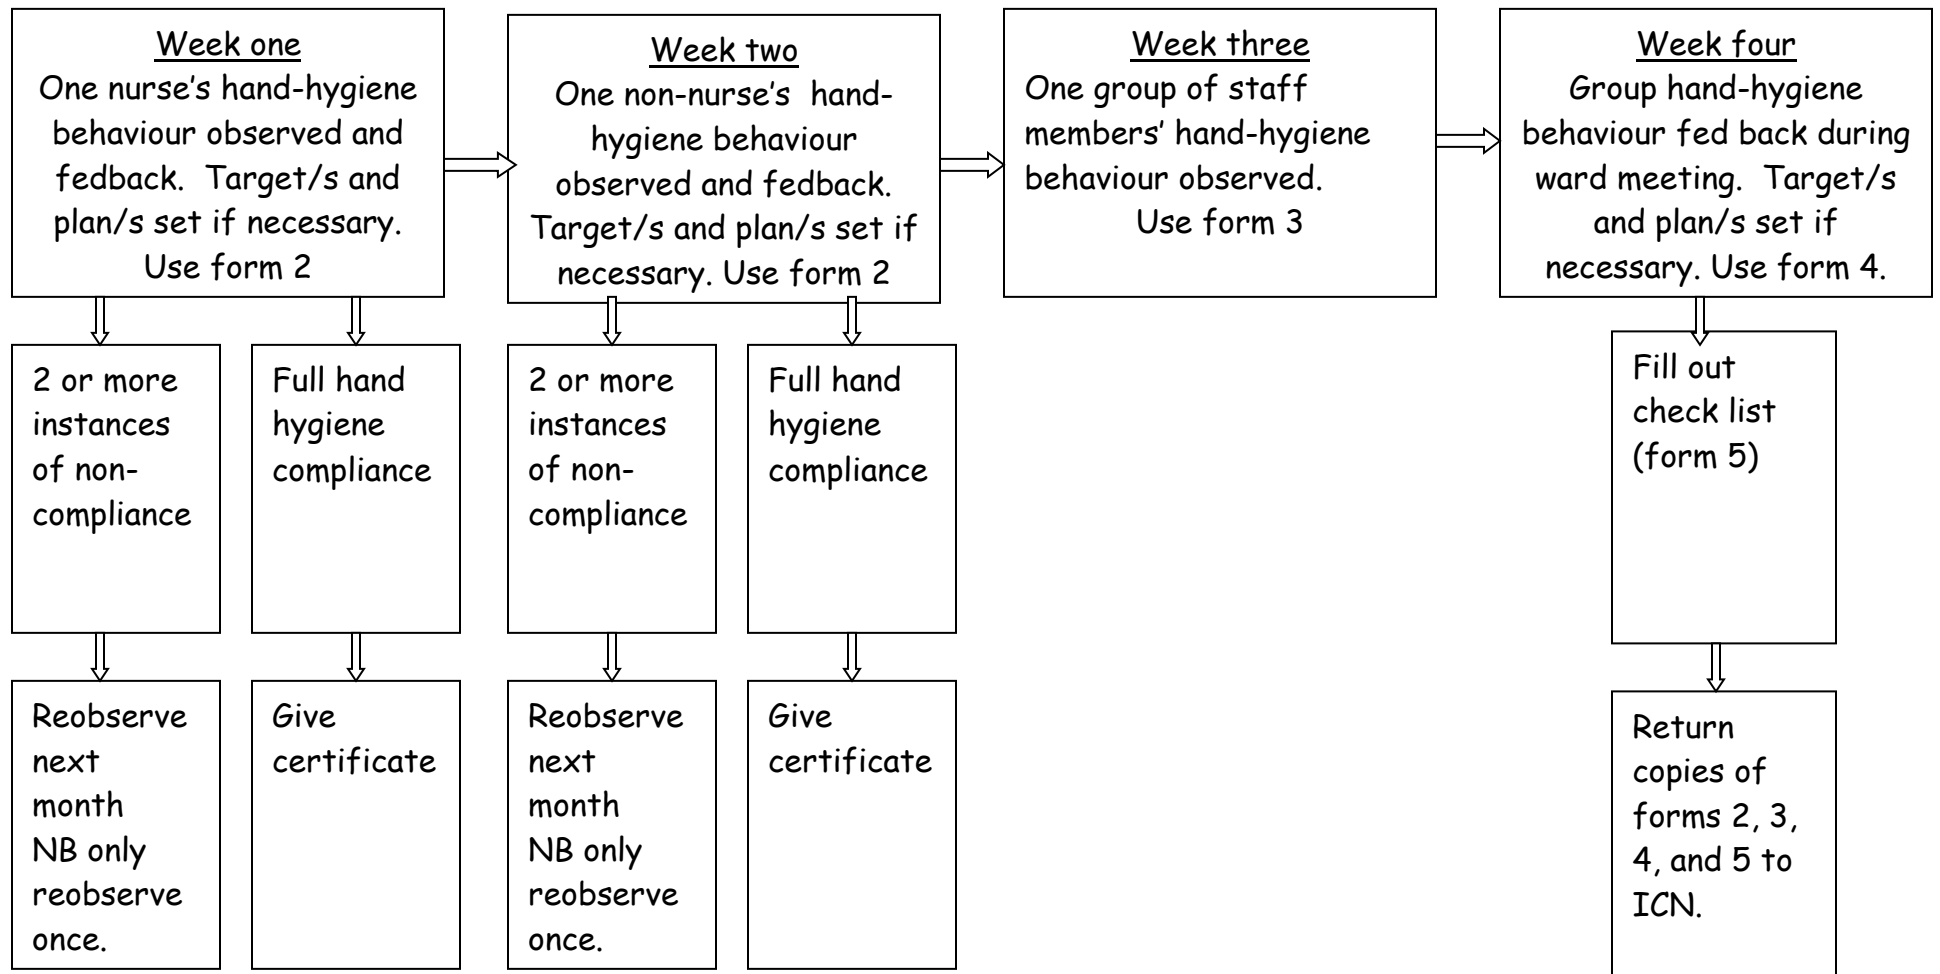 Week one
One nurse's hand-hygiene
behaviour observed and
fedback. Target/s and
plan/s set if necessary.
Use form 2
Week two
One non-nurse's hand-
hygiene behaviour
observed and fedback.
Target/s and plan/s set if
necessary. Use form 2
Week three
One group of staff
members' hand-hygiene
behaviour observed.
Use form 3
Week four
Group hand-hygiene
behaviour fed back during
ward meeting. Target/s
and plan/s set if
necessary. Use form 4.
2 or more
instances
of non-
compliance
Full hand
hygiene
compliance
2 or more
instances
of non-
compliance
Full hand
hygiene
compliance
Fill out
check list
(form 5)
Reobserve
next
month
NB only
reobserve
once.
Give
certificate
Reobserve
next
month
NB only
reobserve
once.
Give
certificate
Return
copies of
forms 2, 3,
4, and 5 to
ICN.